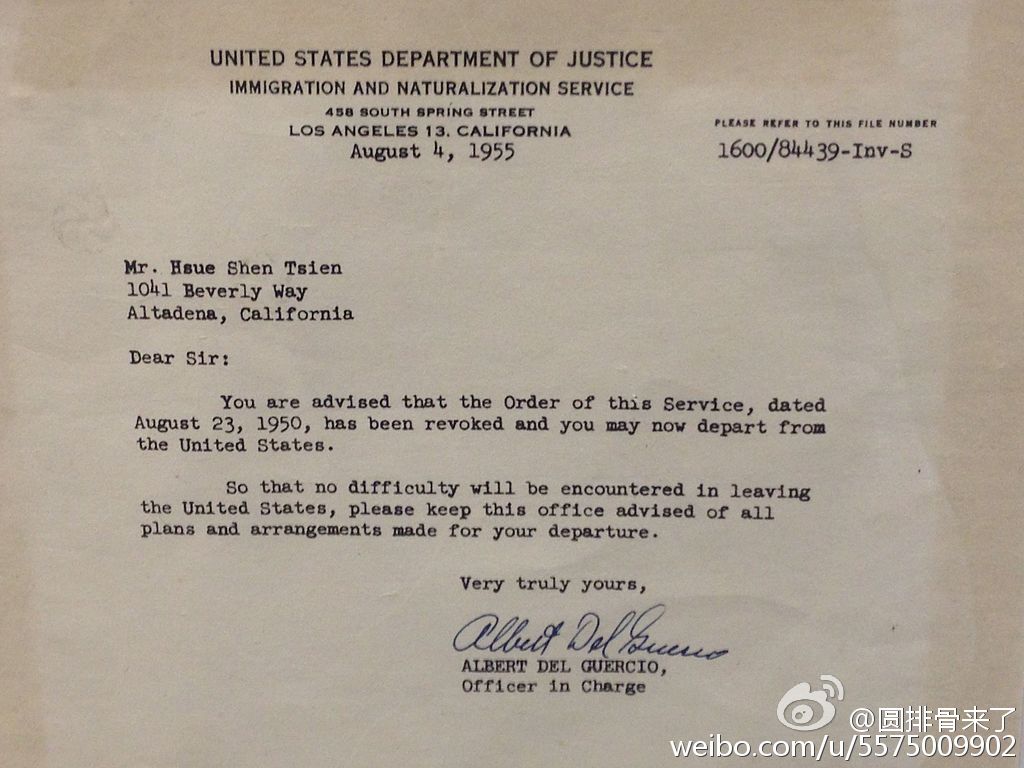 UNITED STATES DEPARTMENT OF JUSTICE
IMMIGRATION AND NATURALIZATION SERVICE
458 SOUTH SPRING STREET
LOS ANGELES 13, CALIFORNIA
August 4, 1955
PLEASE REFER TO THIS FILE NUMBER
1600/84439-Inv-S
Mr. Hsue Shen Tsien
1041 Beverly Way
Altadena, California
Dear Sir:
You are advised that the Order of this Service, dated
August 23, 1950, has been revoked and you may now depart from
the United States.
So that no difficulty will be encountered in leaving
the United States, please keep this office advised of all
plans and arrangements made for your departure.
Very truly yours,
Albert Del Guercio
ALBERT DEL GUERCIO,
Officer in Charge
@圆排骨来了
weibo.com/u/5575009902